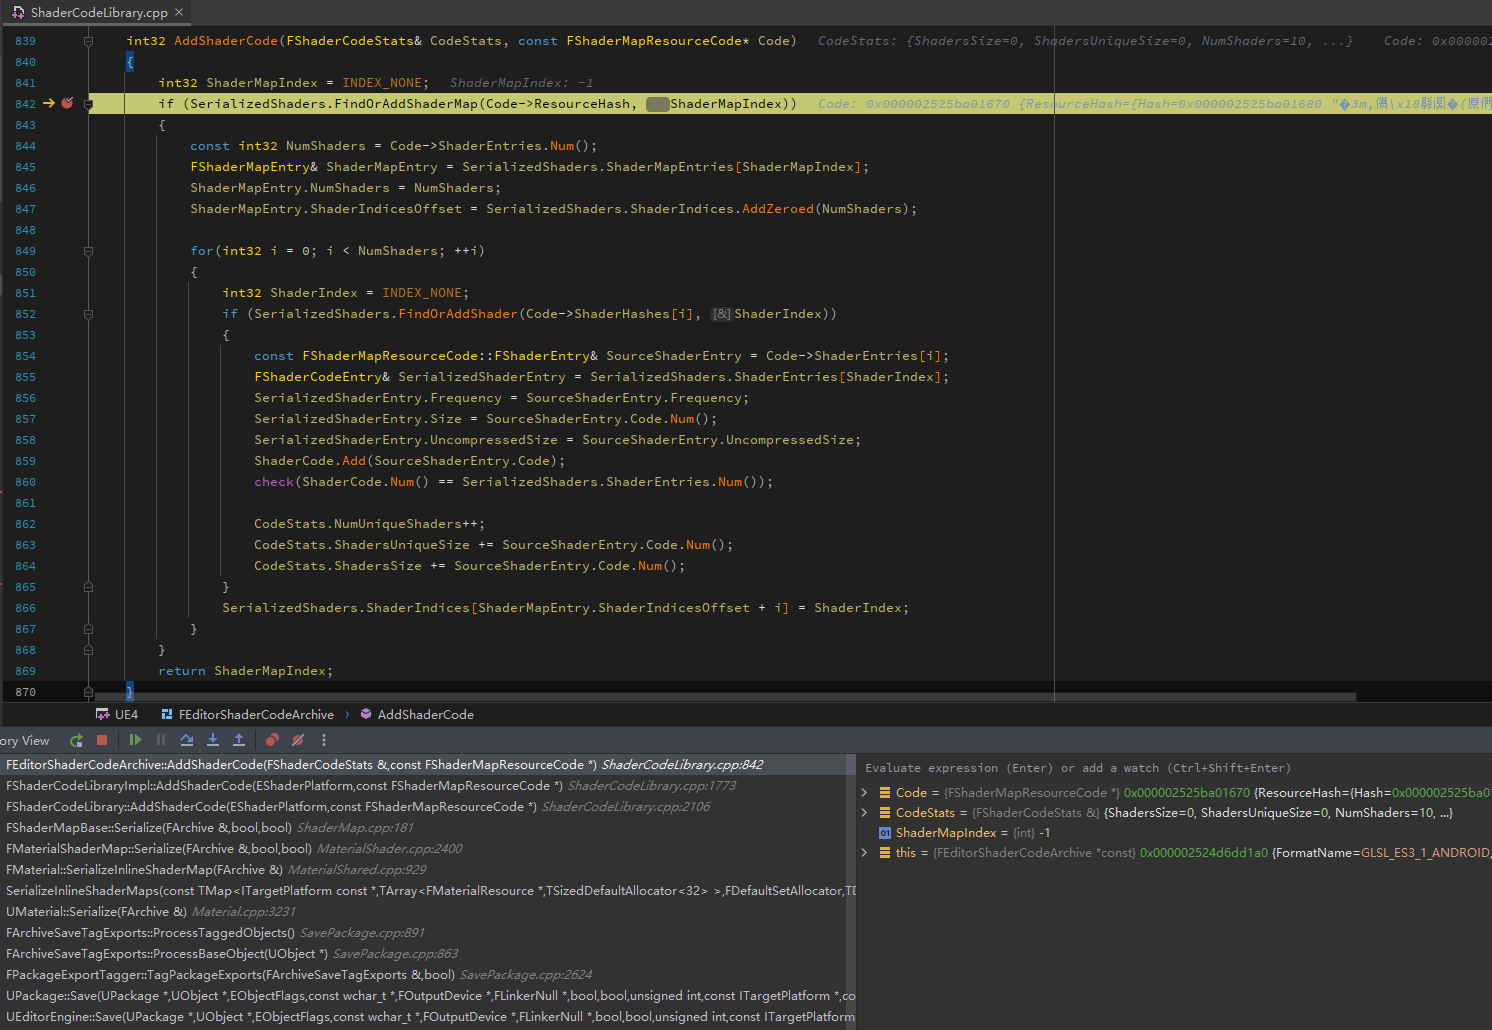 ShaderCodeLibrary.cpp ×
839 int32 AddShaderCode(FShaderCodeStats& CodeStats, const FShaderMapResourceCode* Code) CodeStats: {ShadersSize=0, ShadersUniqueSize=0, NumShaders=10, ...} Code: 0x000002
840 {
841 int32 ShaderMapIndex = INDEX_NONE; ShaderMapIndex: -1
842 if (SerializedShaders.FindOrAddShaderMap(Code->ResourceHash, ShaderMapIndex)) Code: 0x000002525ba01670 {ResourceHash={Hash=0x000002525ba01680 "�3m,
843 {
844 const int32 NumShaders = Code->ShaderEntries.Num();
845 FShaderMapEntry& ShaderMapEntry = SerializedShaders.ShaderMapEntries[ShaderMapIndex];
846 ShaderMapEntry.NumShaders = NumShaders;
847 ShaderMapEntry.ShaderIndicesOffset = SerializedShaders.ShaderIndices.AddZeroed(NumShaders);
848
849 for(int32 i = 0; i < NumShaders; ++i)
850 {
851 int32 ShaderIndex = INDEX_NONE;
852 if (SerializedShaders.FindOrAddShader(Code->ShaderHashes[i], [&]ShaderIndex))
853 {
854 const FShaderMapResourceCode::FShaderEntry& SourceShaderEntry = Code->ShaderEntries[i];
855 FShaderCodeEntry& SerializedShaderEntry = SerializedShaders.ShaderEntries[ShaderIndex];
856 SerializedShaderEntry.Frequency = SourceShaderEntry.Frequency;
857 SerializedShaderEntry.Size = SourceShaderEntry.Code.Num();
858 SerializedShaderEntry.UncompressedSize = SourceShaderEntry.UncompressedSize;
859 ShaderCode.Add(SourceShaderEntry.Code);
860 check(ShaderCode.Num() == SerializedShaders.ShaderEntries.Num());
861
862 CodeStats.NumUniqueShaders++;
863 CodeStats.ShadersUniqueSize += SourceShaderEntry.Code.Num();
864 CodeStats.ShadersSize += SourceShaderEntry.Code.Num();
865 }
866 SerializedShaders.ShaderIndices[ShaderMapEntry.ShaderIndicesOffset + i] = ShaderIndex;
867 }
868 }
869 return ShaderMapIndex;
870 }
UE4 FEditorShaderCodeArchive › AddShaderCode
ory View
FEditorShaderCodeArchive::AddShaderCode(FShaderCodeStats &,const FShaderMapResourceCode *) ShaderCodeLibrary.cpp:842
FShaderCodeLibraryImpl::AddShaderCode(EShaderPlatform,const FShaderMapResourceCode *) ShaderCodeLibrary.cpp:1773
FShaderCodeLibrary::AddShaderCode(EShaderPlatform,const FShaderMapResourceCode *) ShaderCodeLibrary.cpp:2106
FShaderMapBase::Serialize(FArchive &,bool,bool) ShaderMap.cpp:181
FMaterialShaderMap::Serialize(FArchive &,bool,bool) MaterialShader.cpp:2400
FMaterial::SerializeInlineShaderMap(FArchive &) MaterialShared.cpp:929
SerializeInlineShaderMaps(const TMap<ITargetPlatform const *,TArray<FMaterialResource *,TSizedDefaultAllocator<32> >,FDefaultSetAllocator,TD
UMaterial::Serialize(FArchive &) Material.cpp:3231
FArchiveSaveTagExports::ProcessTaggedObjects() SavePackage.cpp:891
FArchiveSaveTagExports::ProcessBaseObject(UObject *) SavePackage.cpp:863
FPackageExportTagger::TagPackageExports(FArchiveSaveTagExports &,bool) SavePackage.cpp:2624
UPackage::Save(UPackage *,UObject *,EObjectFlags,const wchar_t *,FOutputDevice *,FLinkerNull *,bool,bool,unsigned int,const ITargetPlatform *,co
UEditorEngine::Save(UPackage *,UObject *,EObjectFlags,const wchar_t *,FOutputDevice *,FLinkerNull *,bool,bool,unsigned int,const ITargetPlatform
Evaluate expression (Enter) or add a watch (Ctrl+Shift+Enter)
Code = {FShaderMapResourceCode *} 0x000002525ba01670 {ResourceHash={Hash=0x000002525ba0
CodeStats = {FShaderCodeStats &} {ShadersSize=0, ShadersUniqueSize=0, NumShaders=10, ...}
01 ShaderMapIndex = {int} -1
this = {FEditorShaderCodeArchive *const} 0x000002524d6dd1a0 {FormatName=GLSL_ES3_1_ANDROID,